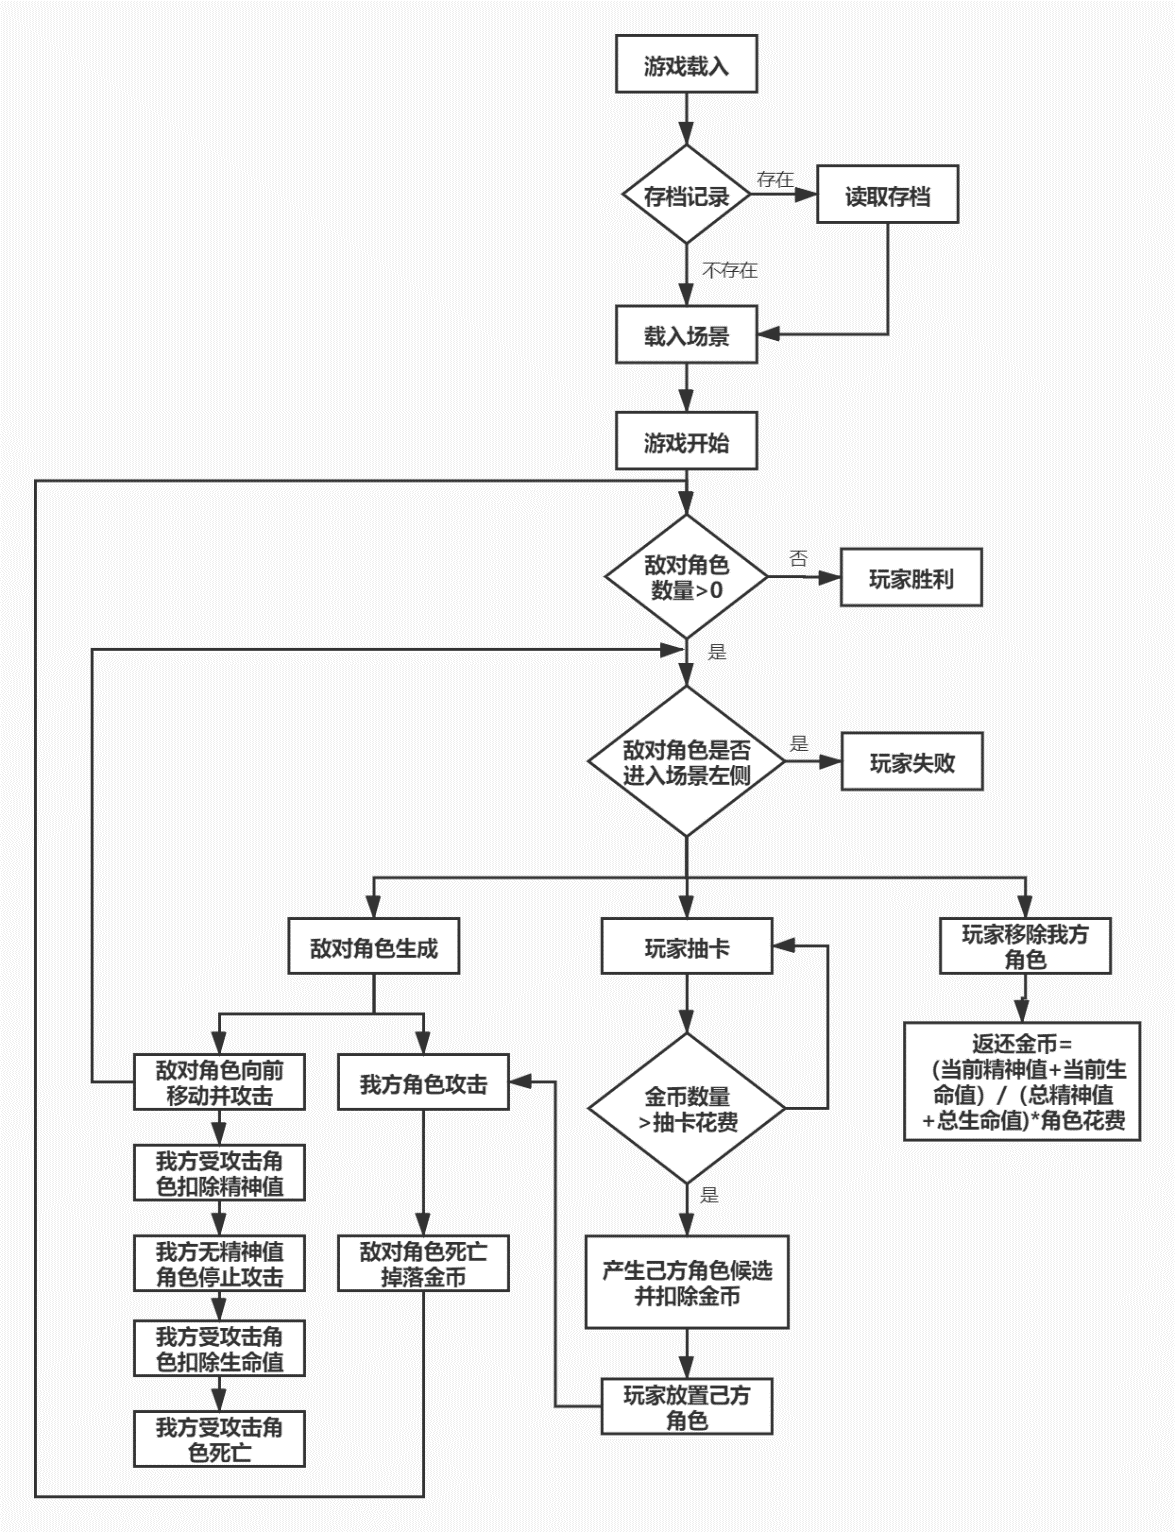 游戏载入
存档记录
存在
读取存档
不存在
载入场景
游戏开始
敌对角色
数量>0
否
玩家胜利
是
敌对角色是否
进入场景左侧
是
玩家失败
敌对角色生成
玩家抽卡
玩家移除我方
角色
敌对角色向前
移动并攻击
我方角色攻击
金币数量
>抽卡花费
返还金币=
（当前精神值+当前生
命值）/（总精神值
+总生命值)*角色花费
我方受攻击角
色扣除精神值
是
我方无精神值
角色停止攻击
敌对角色死亡
掉落金币
产生己方角色候选
并扣除金币
我方受攻击角
色扣除生命值
玩家放置己方
角色
我方受攻击角
色死亡